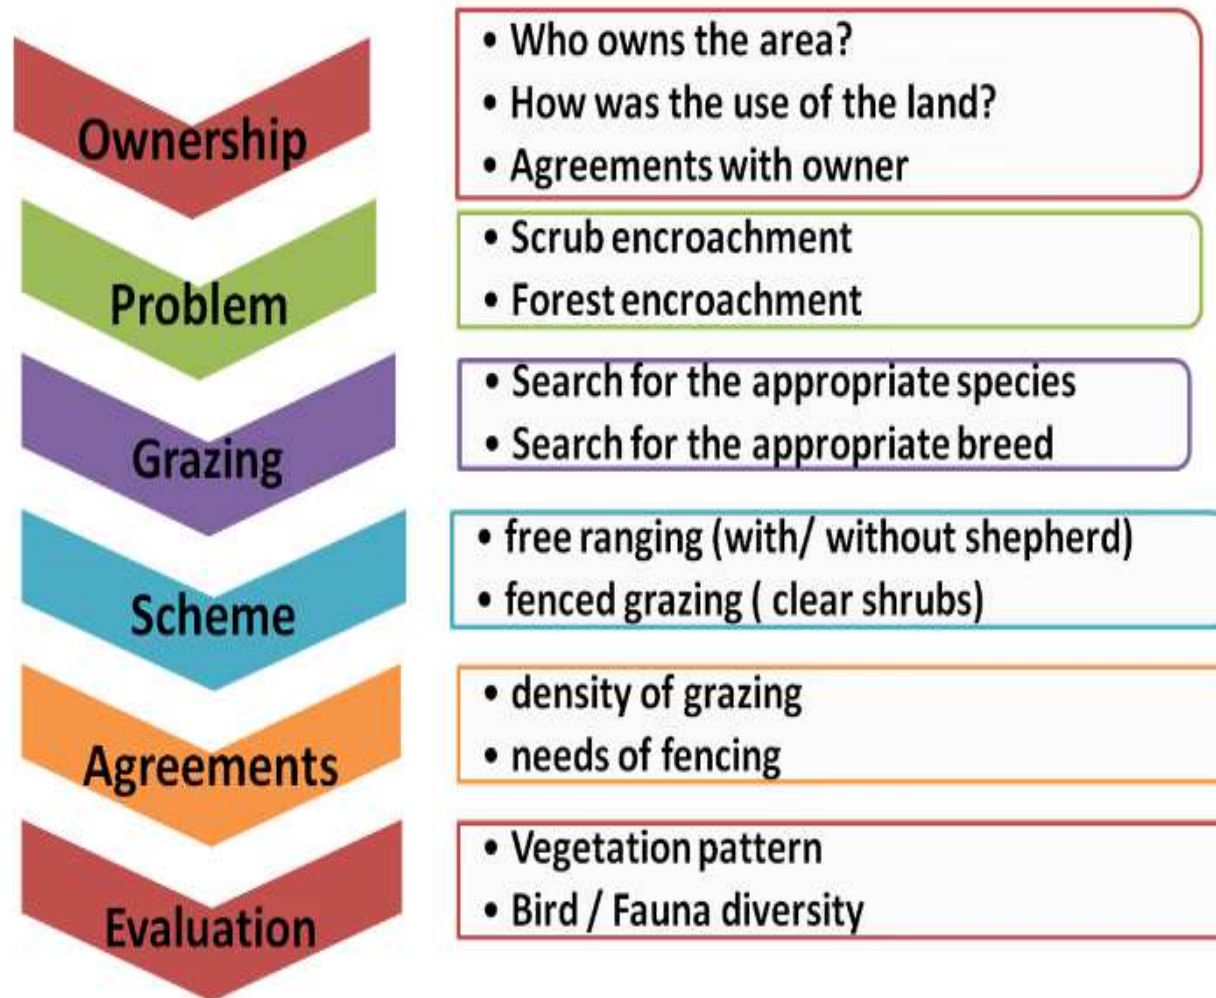 Ownership
• Who owns the area?
• How was the use of the land?
• Agreements with owner
Problem
• Scrub encroachment
• Forest encroachment
Grazing
• Search for the appropriate species
• Search for the appropriate breed
Scheme
• free ranging (with/ without shepherd)
• fenced grazing ( clear shrubs)
Agreements
• density of grazing
• needs of fencing
Evaluation
• Vegetation pattern
• Bird / Fauna diversity